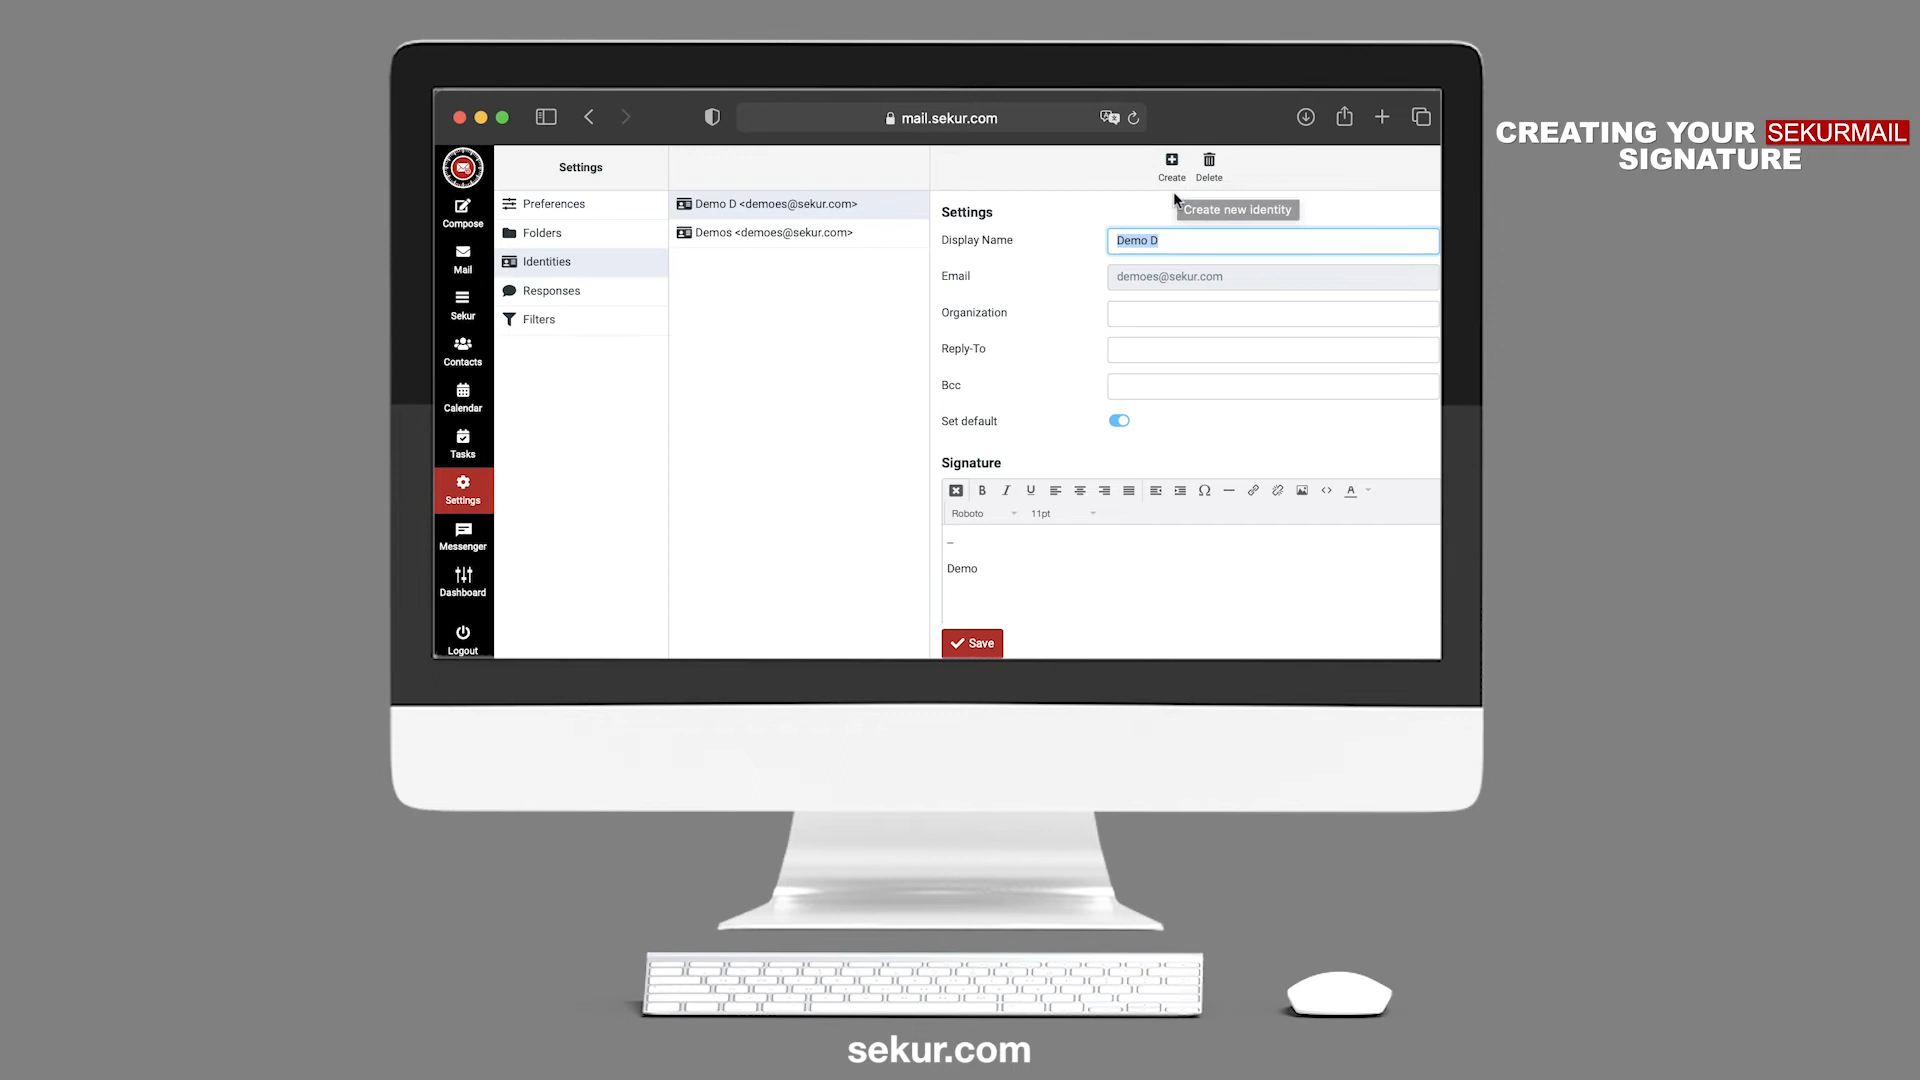 CREATING YOUR SEKURMAIL
SIGNATURE
mail.sekur.com
Settings
Create
Delete
Create new identity
Compose
Mail
Sekur
Contacts
Calendar
Tasks
Settings
Messenger
Dashboard
Logout
Preferences
Folders
Identities
Responses
Filters
Demo D <demoes@sekur.com>
Demos <demoes@sekur.com>
Settings
Display Name Demo D
Email demoes@sekur.com
Organization
Reply-To
Bcc
Set default
Signature
B I U Ω A
Roboto 11pt
--
Demo
Save
sekur.com